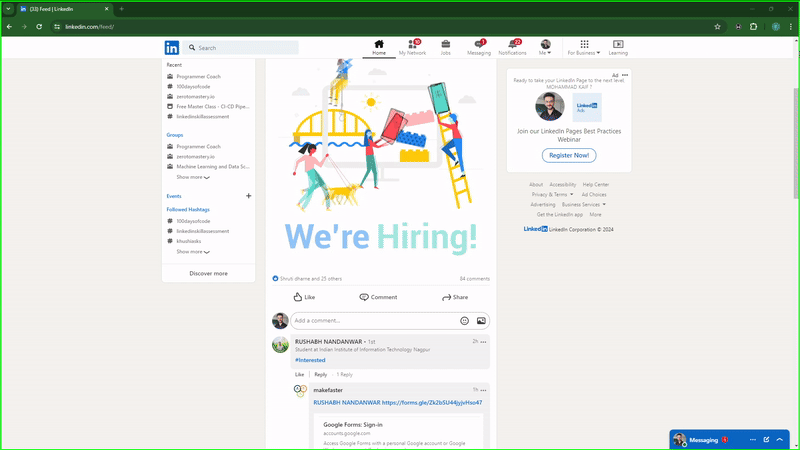 (33) Feed | LinkedIn
linkedin.com/feed/
Search
Home
My Network
Jobs
Messaging
Notifications
22
Me
For Business
Learning
Recent
Programmer Coach
100daysofcode
zerotomastery.io
Free Master Class - CI-CD Pipe...
linkedinskillassessment
Groups
Programmer Coach
zerotomastery.io
Machine Learning and Data Sc...
Show more
Events
Followed Hashtags
100daysofcode
linkedinskillassessment
Show more
Discover more
We're Hiring!
Shruti dharne and 25 others
84 comments
Like
Comment
Share
Add a comment...
RUSHABH NANDANWAR • 1st
2h
Student at Indian Institute of Information Technology Nagpur
#Interested
Like
Reply
1 Reply
makefaster
1h
RUSHABH NANDANWAR https://forms.gle/Zk2b5U44jyjvHso47
Google Forms: Sign-in
accounts.google.com
Access Google Forms with a personal Google account or Google
Ad
Ready to take your LinkedIn Page to the next level
MOHAMMAD KAIF ?
LinkedIn
Ads
Join our LinkedIn Pages Best Practices
Webinar
Register Now!
About
Accessibility
Help Center
Privacy & Terms
Ad Choices
Advertising
Business Services
Get the LinkedIn app
More
LinkedIn LinkedIn Corporation © 2024
Messaging